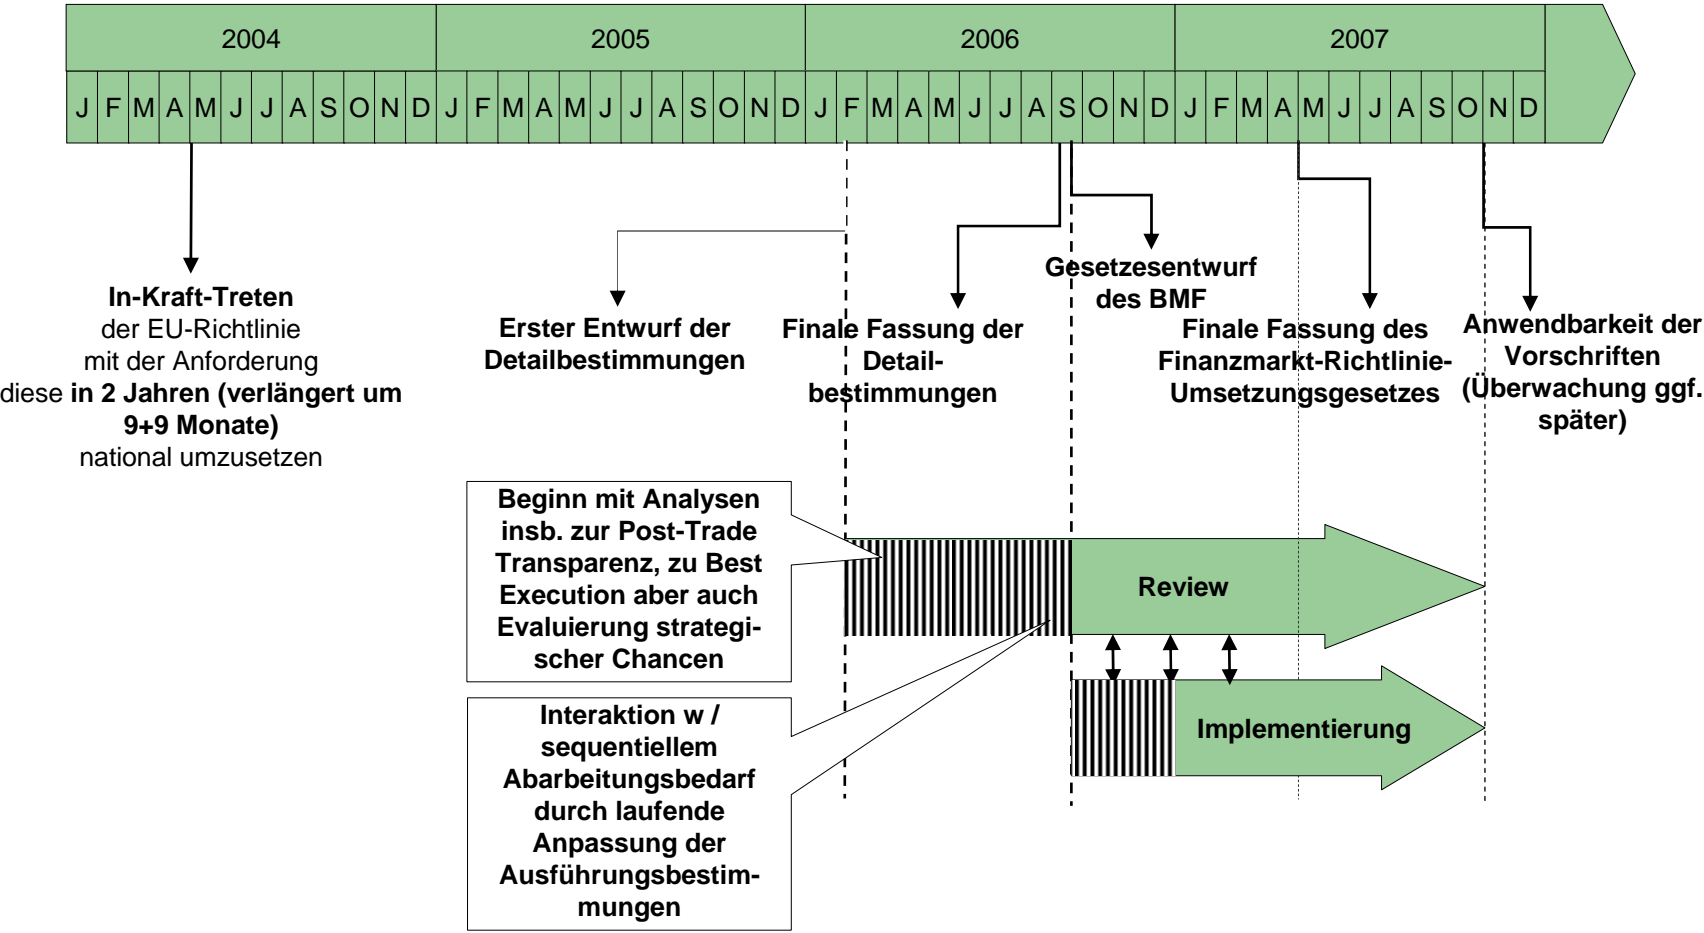 2004 2005 2006 2007
J F M A M J J A S O N D J F M A M J J A S O N D J F M A M J J A S O N D J F M A M J J A S O N D
In-Kraft-Treten
der EU-Richtlinie
mit der Anforderung
diese in 2 Jahren (verlängert um
9+9 Monate)
national umzusetzen
Erster Entwurf der
Detailbestimmungen
Finale Fassung der
Detail-
bestimmungen
Gesetzesentwurf
des BMF
Finale Fassung des
Finanzmarkt-Richtlinie-
Umsetzungsgesetzes
Anwendbarkeit der
Vorschriften
(Überwachung ggf.
später)
Beginn mit Analysen
insb. zur Post-Trade
Transparenz, zu Best
Execution aber auch
Evaluierung strategi-
scher Chancen
Review
Interaktion w /
sequentiellem
Abarbeitungsbedarf
durch laufende
Anpassung der
Ausführungsbestim-
mungen
Implementierung